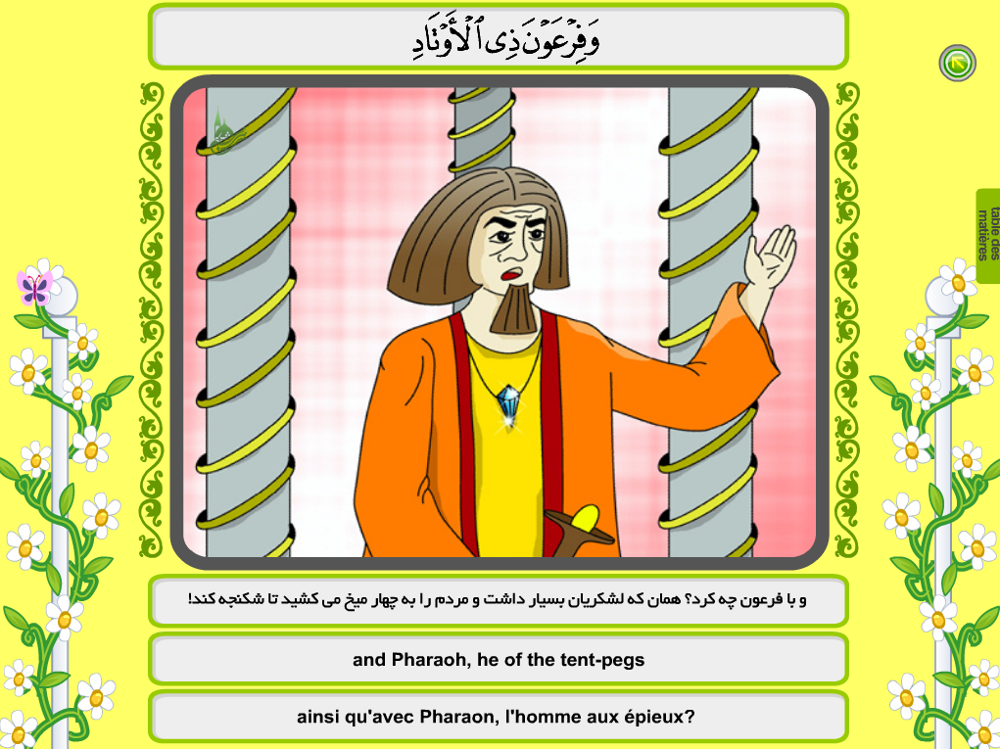 وَفِرْعَوْنَ ذِى ٱلْأَوْتَادِ
table des
matières
و با فرعون چه کرد؟ همان که لشکریان بسیار داشت و مردم را به چهار میخ می کشید تا شکنجه کند!
and Pharaoh, he of the tent-pegs
ainsi qu'avec Pharaon, l'homme aux épieux?